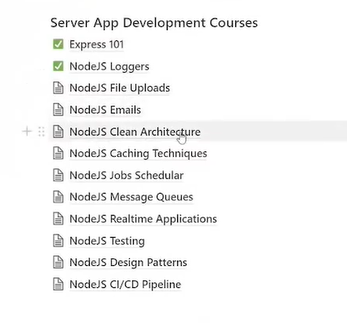 Server App Development Courses
Express 101
NodeJS Loggers
NodeJS File Uploads
NodeJS Emails
NodeJS Clean Architecture
NodeJS Caching Techniques
NodeJS Jobs Schedular
NodeJS Message Queues
NodeJS Realtime Applications
NodeJS Testing
NodeJS Design Patterns
NodeJS CI/CD Pipeline